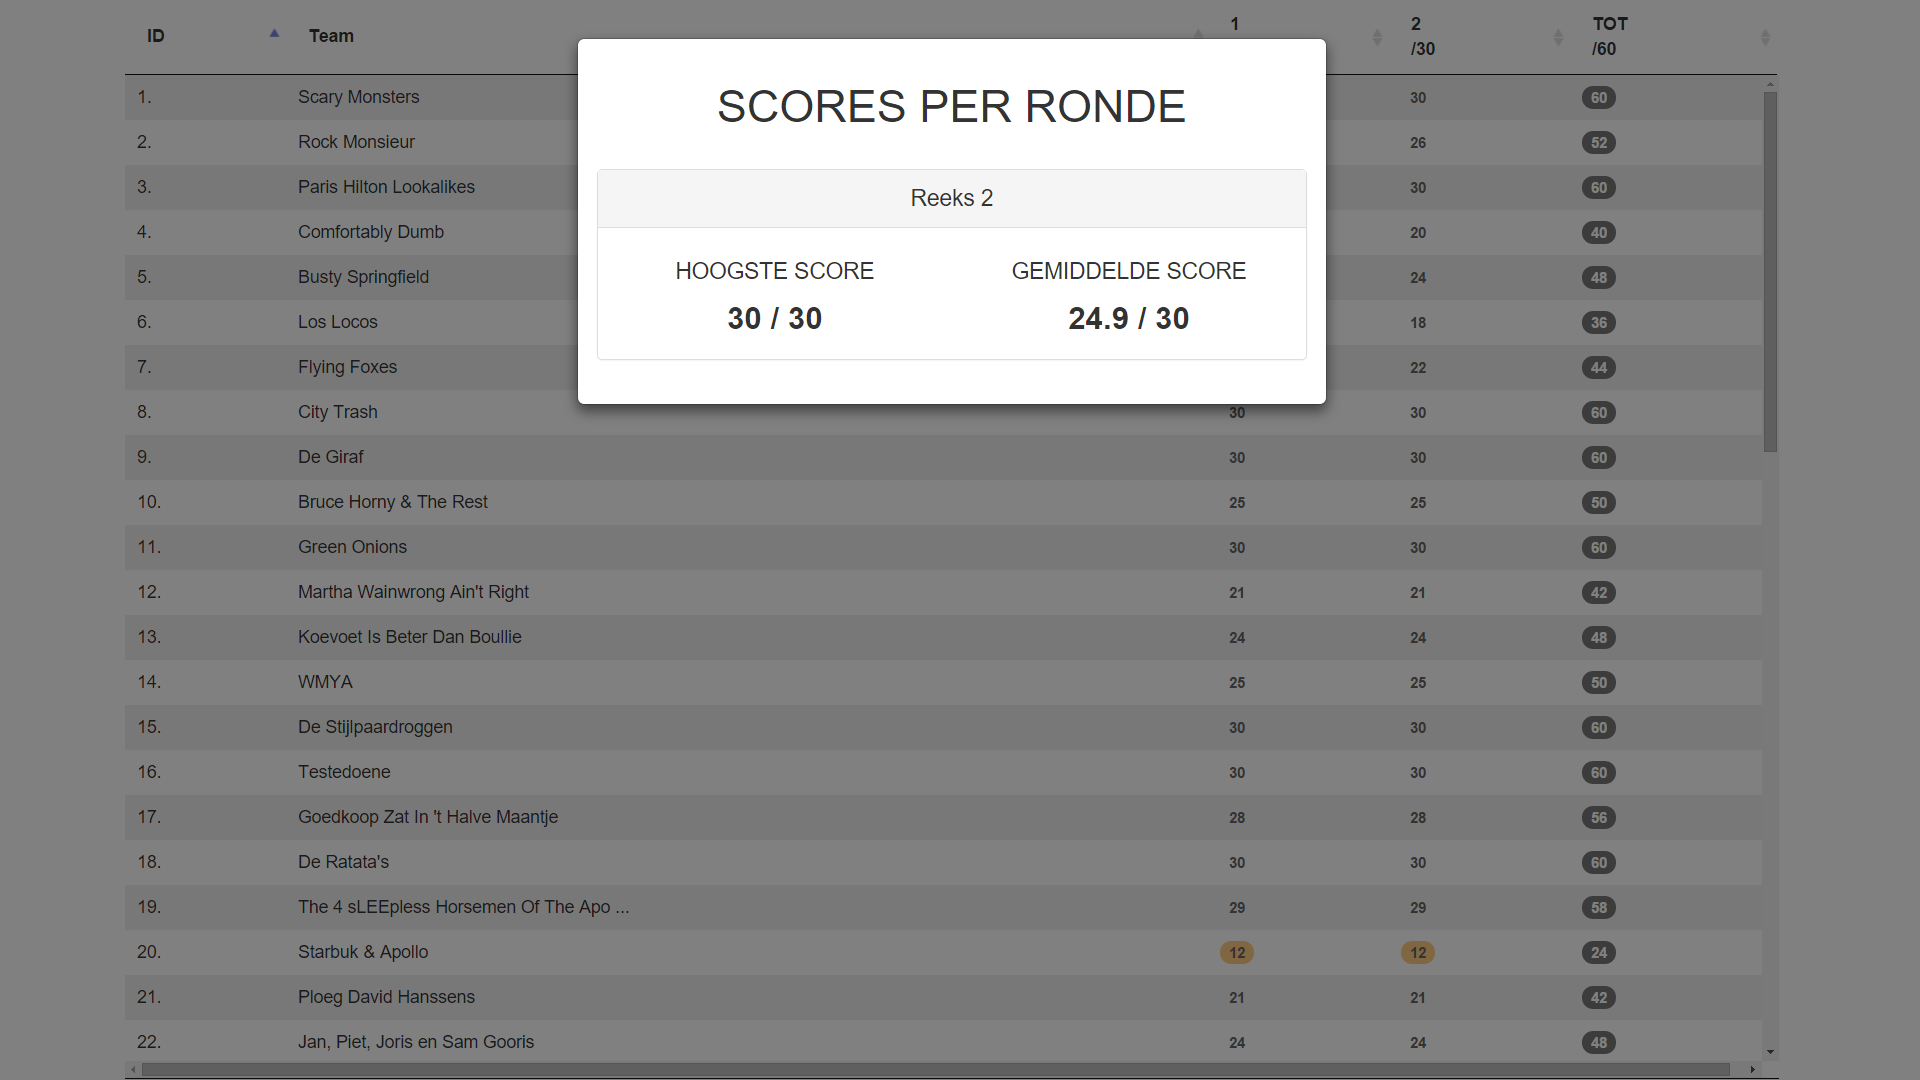 ID Team 1 2 TOT
/30 /60
SCORES PER RONDE
Reeks 2
HOOGSTE SCORE GEMIDDELDE SCORE
30 / 30 24.9 / 30
1. Scary Monsters 30 60
2. Rock Monsieur 26 52
3. Paris Hilton Lookalikes 30 60
4. Comfortably Dumb 20 40
5. Busty Springfield 24 48
6. Los Locos 18 36
7. Flying Foxes 22 44
8. City Trash 30 30 60
9. De Giraf 30 30 60
10. Bruce Horny & The Rest 25 25 50
11. Green Onions 30 30 60
12. Martha Wainwrong Ain't Right 21 21 42
13. Koevoet Is Beter Dan Boullie 24 24 48
14. WMYA 25 25 50
15. De Stijlpaardroggen 30 30 60
16. Testedoene 30 30 60
17. Goedkoop Zat In 't Halve Maantje 28 28 56
18. De Ratata's 30 30 60
19. The 4 sLEEpless Horsemen Of The Apo ... 29 29 58
20. Starbuk & Apollo 12 12 24
21. Ploeg David Hanssens 21 21 42
22. Jan, Piet, Joris en Sam Gooris 24 24 48